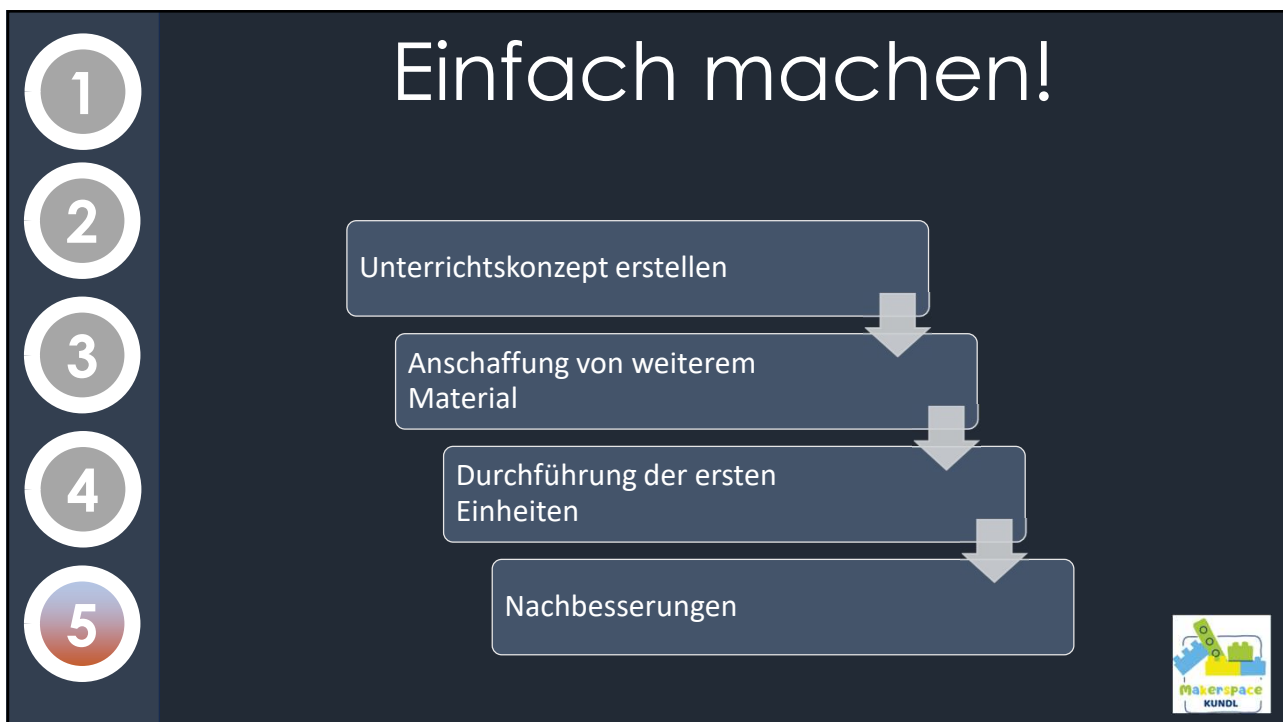 Einfach machen!
1
2
3
4
5
Unterrichtskonzept erstellen
Anschaffung von weiterem
Material
Durchführung der ersten
Einheiten
Nachbesserungen
Makerspace
KUNDL